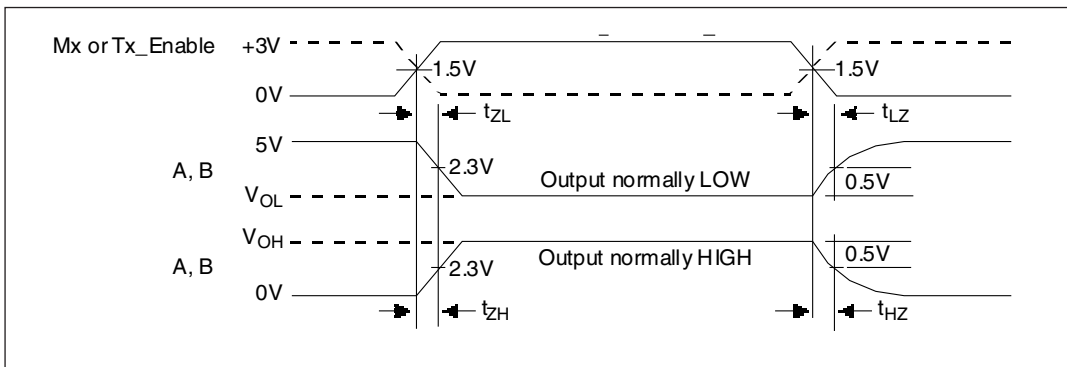 Mx or Tx_Enable +3V
1.5V 1.5V
0V
tZL tLZ
5V
A, B 2.3V
Output normally LOW 0.5V
VOL
VOH
Output normally HIGH 0.5V
A, B 2.3V
0V
tZH tHZ